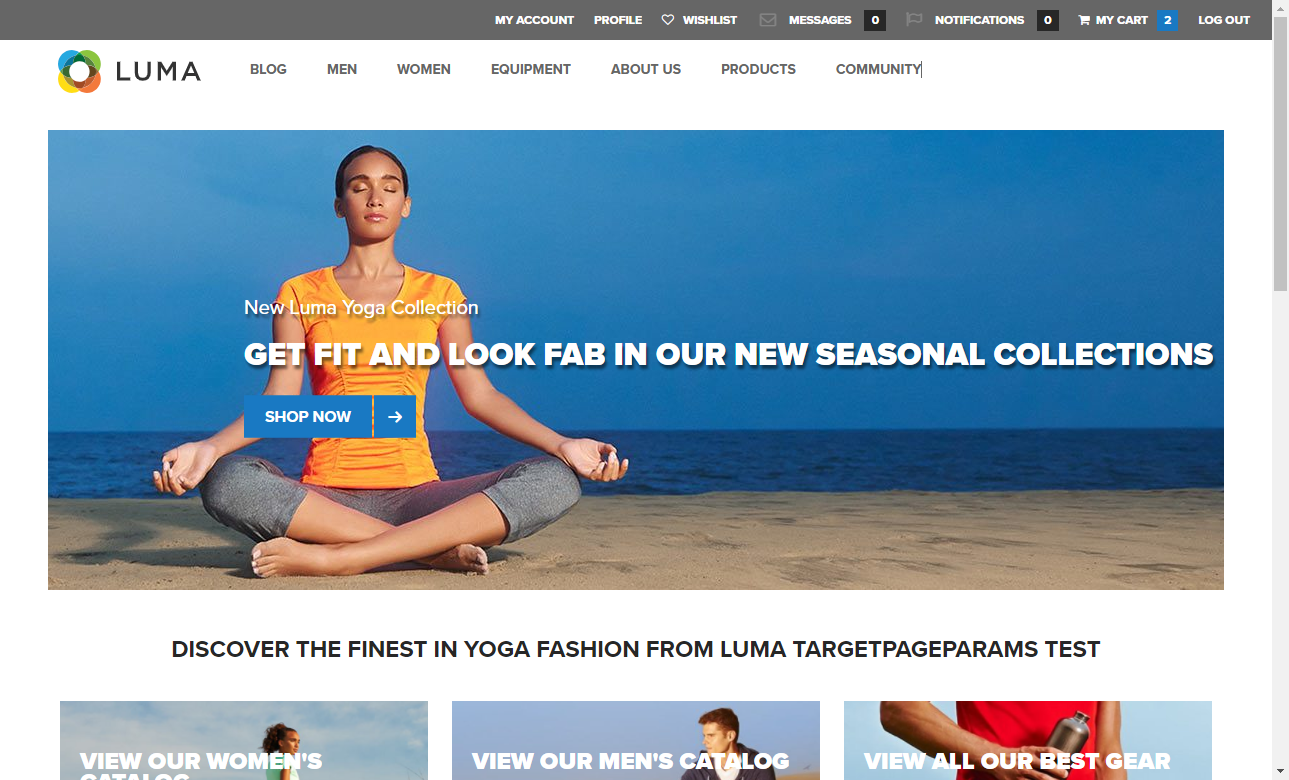 MY ACCOUNT PROFILE WISHLIST MESSAGES 0 NOTIFICATIONS 0 MY CART 2 LOG OUT
LUMA BLOG MEN WOMEN EQUIPMENT ABOUT US PRODUCTS COMMUNITY
New Luma Yoga Collection
GET FIT AND LOOK FAB IN OUR NEW SEASONAL COLLECTIONS
SHOP NOW
DISCOVER THE FINEST IN YOGA FASHION FROM LUMA TARGETPAGEPARAMS TEST
VIEW OUR WOMEN'S
CATALOG
VIEW OUR MEN'S CATALOG
VIEW ALL OUR BEST GEAR